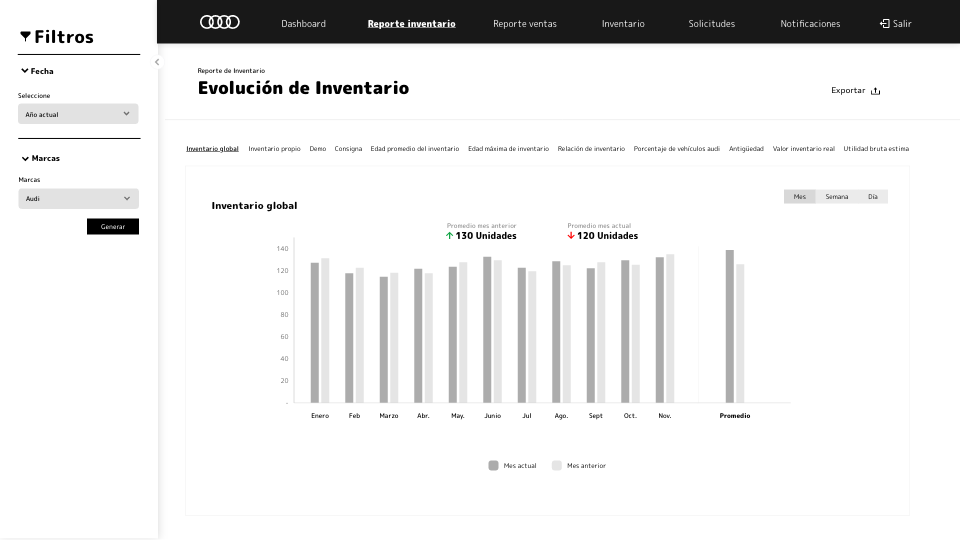 Dashboard
Reporte inventario
Reporte ventas
Inventario
Solicitudes
Notificaciones
Salir
Filtros
Fecha
Seleccione
Año actual
Marcas
Marcas
Audi
Generar
Reporte de Inventario
Evolución de Inventario
Exportar
Inventario global
Inventario propio
Demo
Consigna
Edad promedio del inventario
Edad máxima de inventario
Relación de inventario
Porcentaje de vehículos audi
Antigüedad
Valor inventario real
Utilidad bruta estima
Inventario global
Mes
Semana
Día
Promedio mes anterior
130 Unidades
Promedio mes actual
120 Unidades
140
120
100
80
60
40
20
-
Enero
Feb
Marzo
Abr.
May.
Junio
Jul
Ago.
Sept
Oct.
Nov.
Promedio
Mes actual
Mes anterior